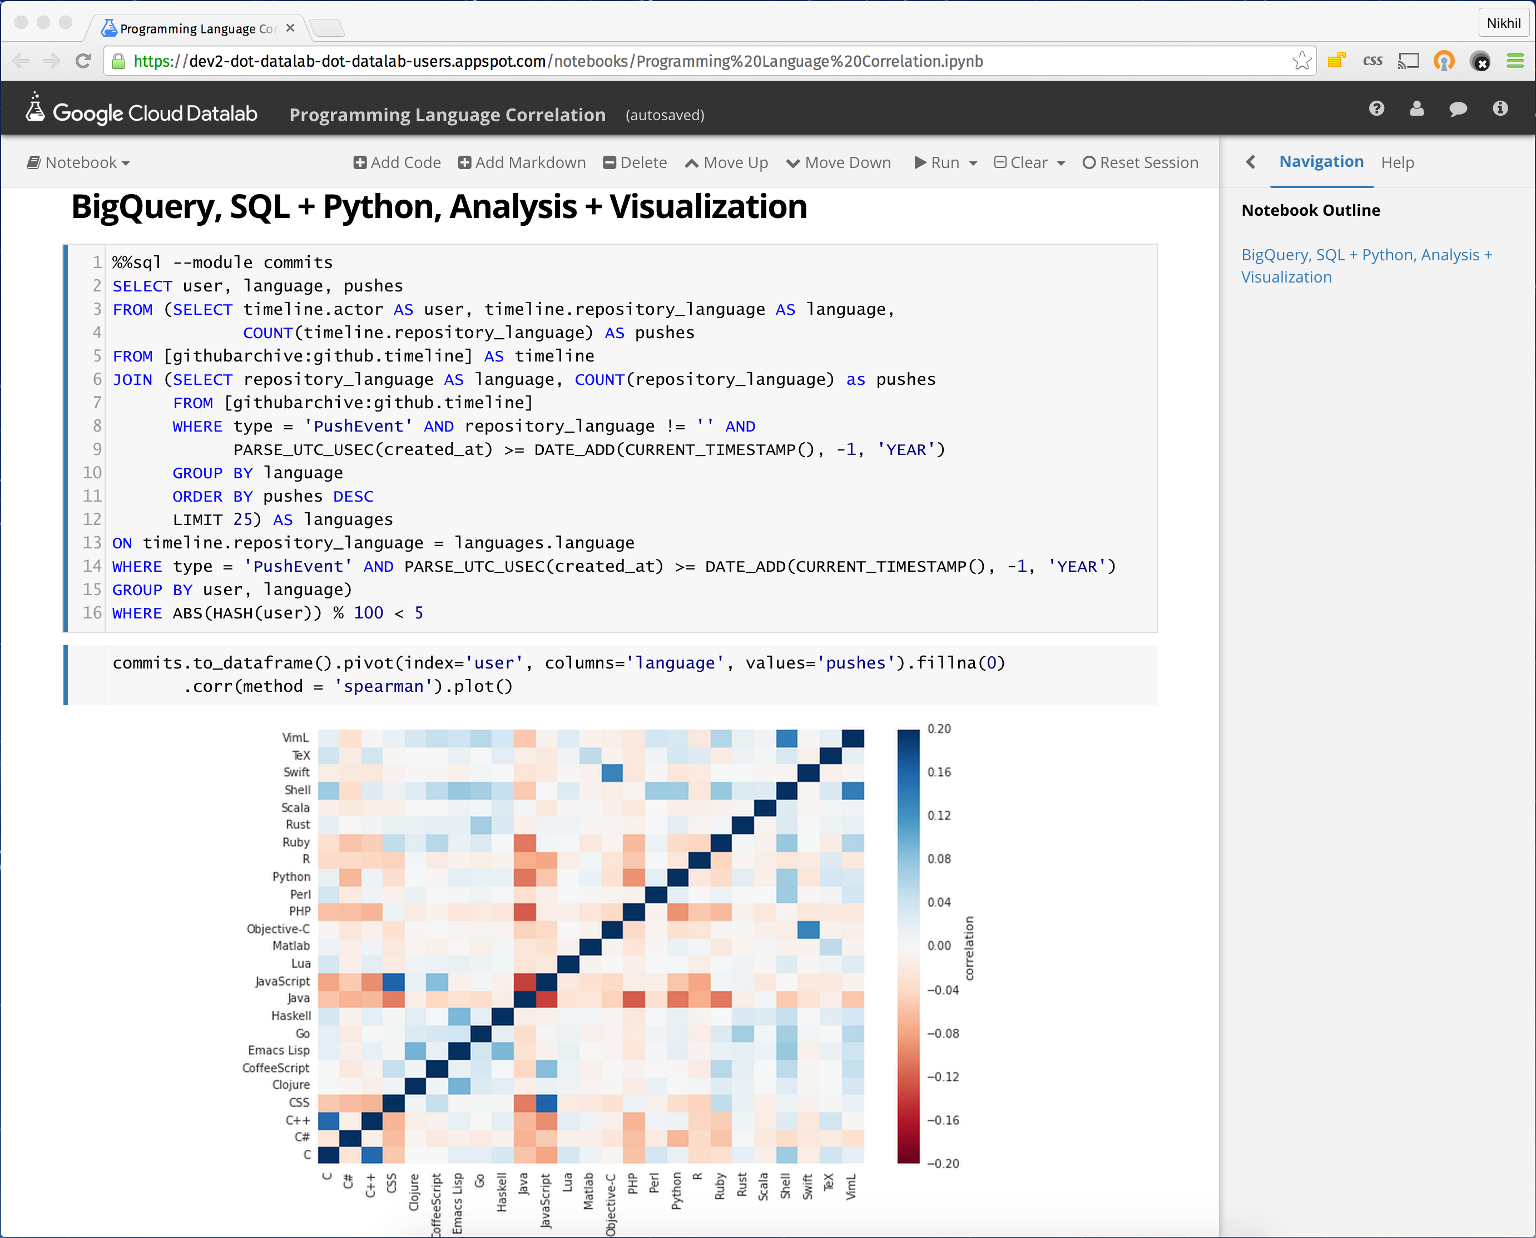 Programming Language Co
Nikhil
https://dev2-dot-datalab-dot-datalab-users.appspot.com/notebooks/Programming%20Language%20Correlation.ipynb
CSS
Google Cloud Datalab Programming Language Correlation (autosaved)
Notebook Add Code Add Markdown Delete Move Up Move Down Run Clear Reset Session
Navigation Help
Notebook Outline
BigQuery, SQL + Python, Analysis +
Visualization
BigQuery, SQL + Python, Analysis + Visualization
1 %%sql --module commits
2 SELECT user, language, pushes
3 FROM (SELECT timeline.actor AS user, timeline.repository_language AS language,
4 COUNT(timeline.repository_language) AS pushes
5 FROM [githubarchive:github.timeline] AS timeline
6 JOIN (SELECT repository_language AS language, COUNT(repository_language) as pushes
7 FROM [githubarchive:github.timeline]
8 WHERE type = 'PushEvent' AND repository_language != '' AND
9 PARSE_UTC_USEC(created_at) >= DATE_ADD(CURRENT_TIMESTAMP(), -1, 'YEAR')
10 GROUP BY language
11 ORDER BY pushes DESC
12 LIMIT 25) AS languages
13 ON timeline.repository_language = languages.language
14 WHERE type = 'PushEvent' AND PARSE_UTC_USEC(created_at) >= DATE_ADD(CURRENT_TIMESTAMP(), -1, 'YEAR')
15 GROUP BY user, language)
16 WHERE ABS(HASH(user)) % 100 < 5
commits.to_dataframe().pivot(index='user', columns='language', values='pushes').fillna(0)
.corr(method = 'spearman').plot()
VimL
TeX
Swift
Shell
Scala
Rust
Ruby
R
Python
Perl
PHP
Objective-C
Matlab
Lua
JavaScript
Java
Haskell
Go
Emacs Lisp
CoffeeScript
Clojure
CSS
C++
C#
C
C
C#
C++
CSS
Clojure
offeeScript
Emacs Lisp
Go
Haskell
Java
JavaScript
Lua
Matlab
Objective-C
PHP
Perl
Python
R
Ruby
Rust
Scala
Shell
Swift
TeX
VimL
0.20
0.16
0.12
0.08
0.04
0.00
−0.04
−0.08
−0.12
−0.16
−0.20
correlation